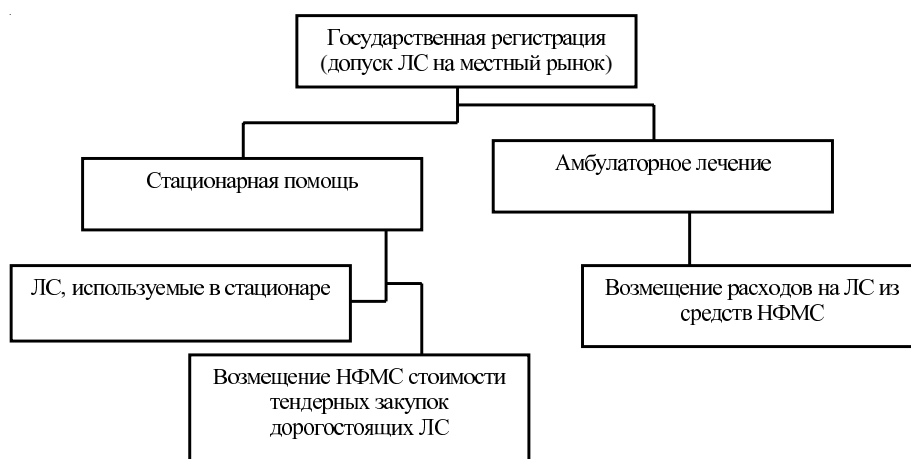 Государственная регистрация
(допуск ЛС на местный рынок)
Стационарная помощь
Амбулаторное лечение
ЛС, используемые в стационаре
Возмещение расходов на ЛС из
средств НФМС
Возмещение НФМС стоимости
тендерных закупок
дорогостоящих ЛС